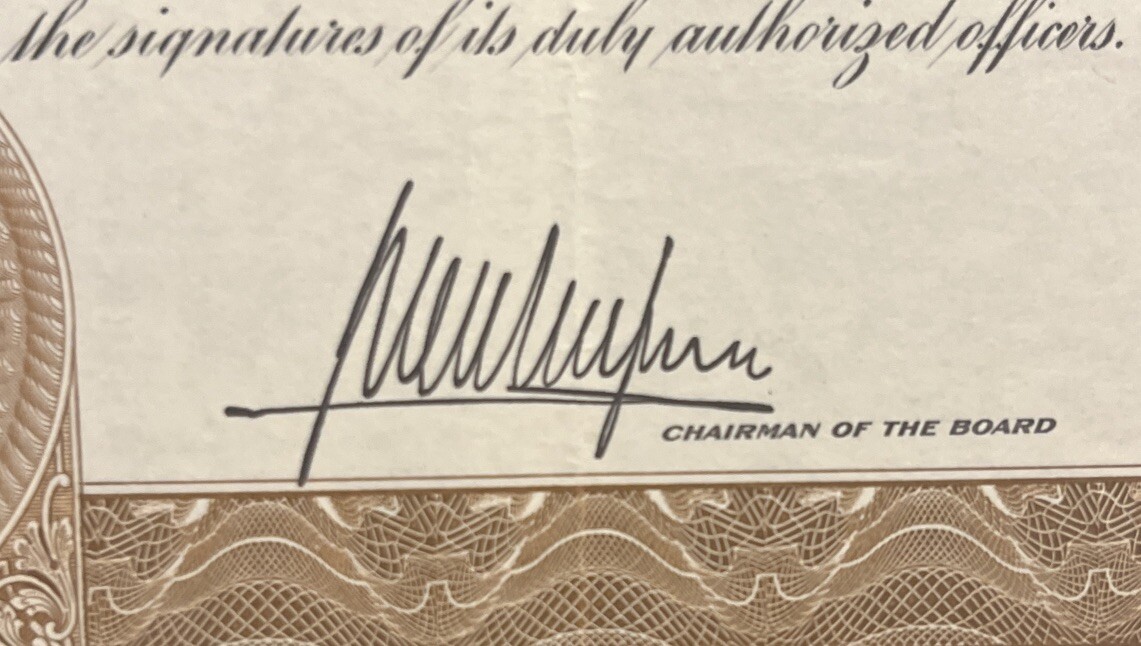 the signatures of its duly authorized officers.
CHAIRMAN OF THE BOARD